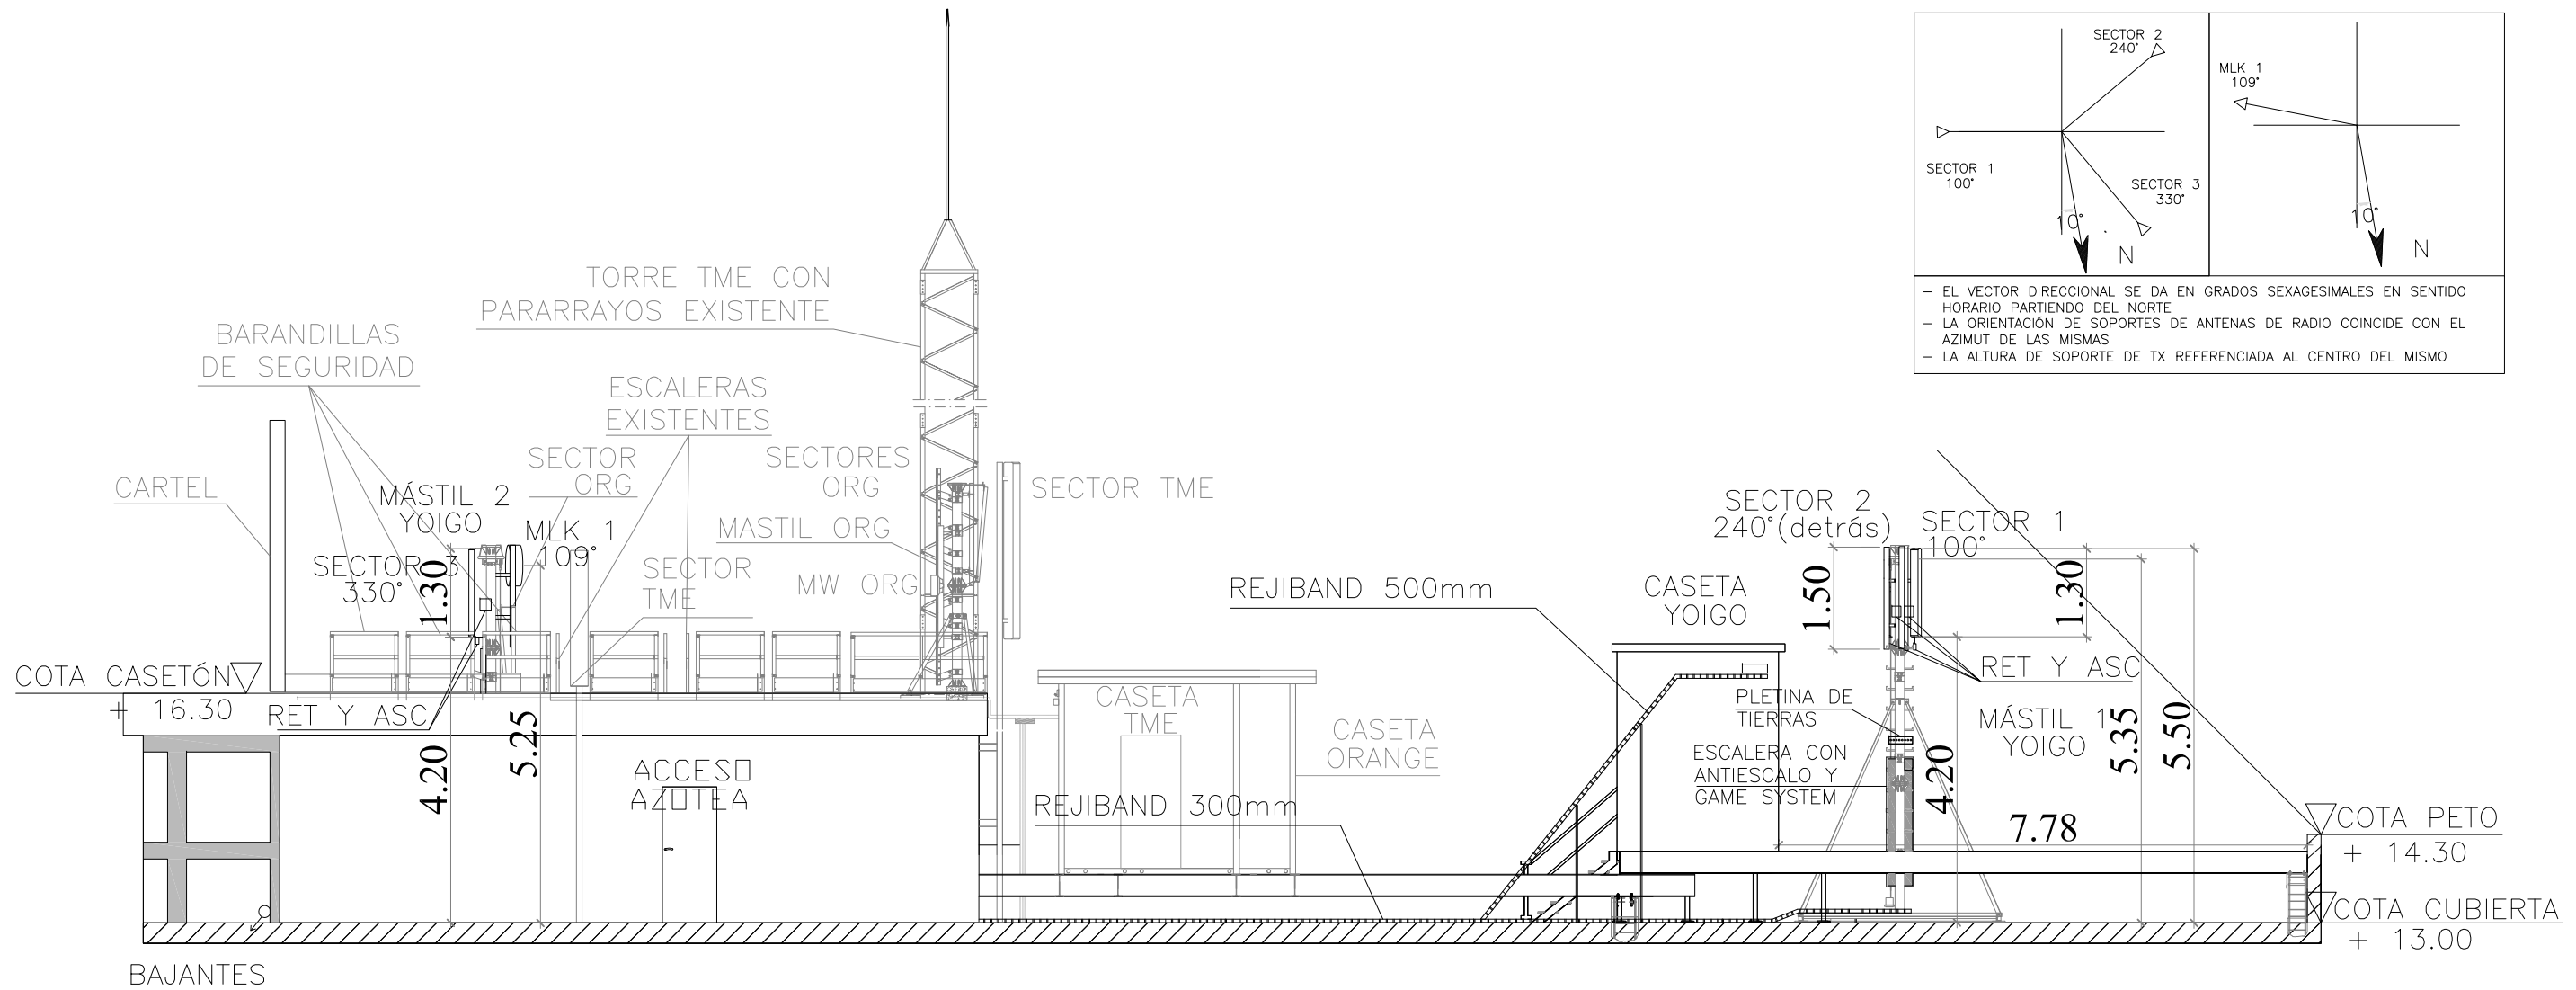 SECTOR 2
240°
SECTOR 1
100°
SECTOR 3
330°
10°
N
MLK 1
109°
10°
N
– EL VECTOR DIRECCIONAL SE DA EN GRADOS SEXAGESIMALES EN SENTIDO
HORARIO PARTIENDO DEL NORTE
– LA ORIENTACIÓN DE SOPORTES DE ANTENAS DE RADIO COINCIDE CON EL
AZIMUT DE LAS MISMAS
– LA ALTURA DE SOPORTE DE TX REFERENCIADA AL CENTRO DEL MISMO
TORRE TME CON
PARARRAYOS EXISTENTE
BARANDILLAS
DE SEGURIDAD
ESCALERAS
EXISTENTES
SECTOR
ORG
SECTORES
ORG
SECTOR TME
CARTEL
MÁSTIL 2
YOIGO
MLK 1
109°
MASTIL ORG
SECTOR 3
330°
1.30
SECTOR
TME
MW ORG
COTA CASETÓN
+ 16.30
RET Y ASC
4.20
5.25
ACCESO
AZOTEA
CASETA
TME
CASETA
ORANGE
REJIBAND 300mm
REJIBAND 500mm
CASETA
YOIGO
SECTOR 2
240°(detrás)
SECTOR 1
100°
1.50
1.30
RET Y ASC
PLETINA DE
TIERRAS
MÁSTIL 1
YOIGO
ESCALERA CON
ANTIESCALO Y
GAME SYSTEM
4.20
5.35
5.50
7.78
COTA PETO
+ 14.30
COTA CUBIERTA
+ 13.00
BAJANTES